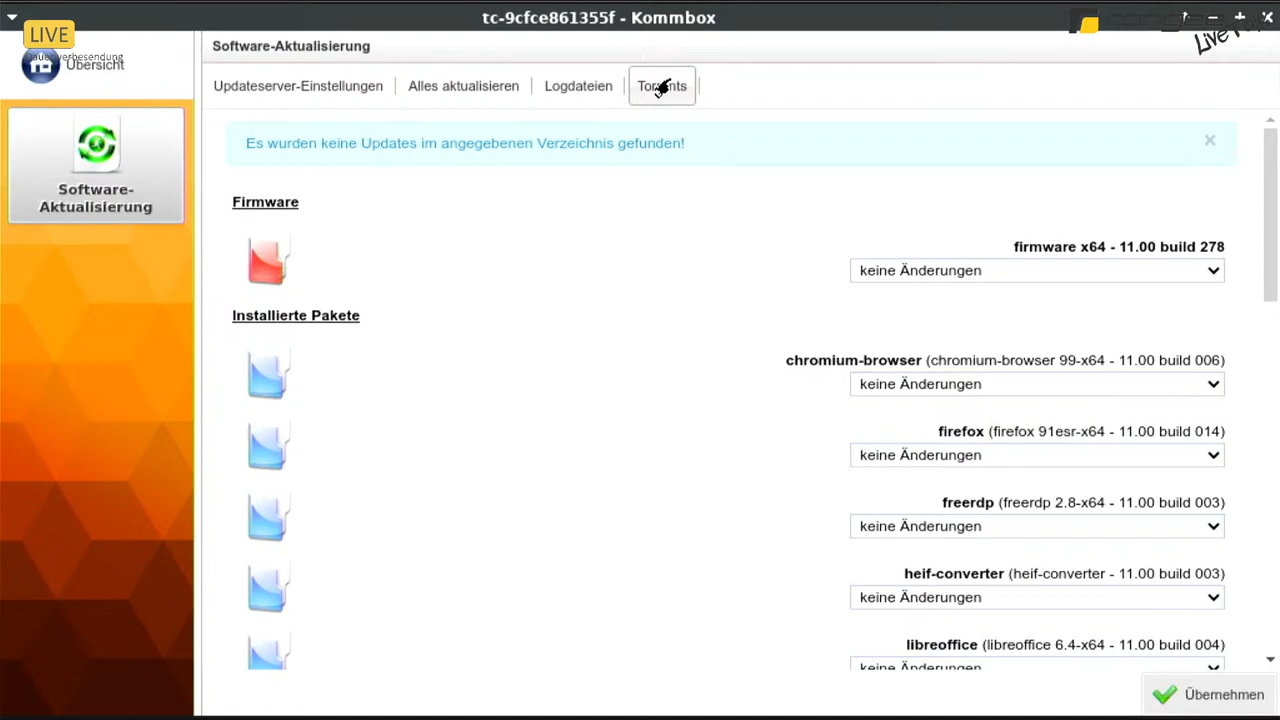 tc-9cfce861355f - Kommbox
LIVE
Dauerwerbesendung
Übersicht
Software-Aktualisierung
Updateserver-Einstellungen
Alles aktualisieren
Logdateien
Torrents
Software-
Aktualisierung
Es wurden keine Updates im angegebenen Verzeichnis gefunden!
Firmware
firmware x64 - 11.00 build 278
keine Änderungen
Installierte Pakete
chromium-browser (chromium-browser 99-x64 - 11.00 build 006)
keine Änderungen
firefox (firefox 91esr-x64 - 11.00 build 014)
keine Änderungen
freerdp (freerdp 2.8-x64 - 11.00 build 003)
keine Änderungen
heif-converter (heif-converter - 11.00 build 003)
keine Änderungen
libreoffice (libreoffice 6.4-x64 - 11.00 build 004)
keine Änderungen
Übernehmen